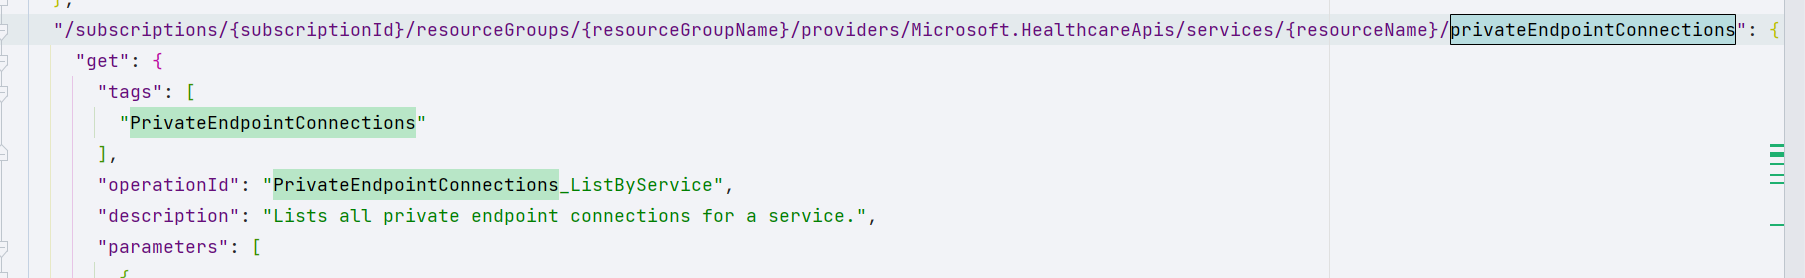 },
"/subscriptions/{subscriptionId}/resourceGroups/{resourceGroupName}/providers/Microsoft.HealthcareApis/services/{resourceName}/privateEndpointConnections": {
"get": {
"tags": [
"PrivateEndpointConnections"
],
"operationId": "PrivateEndpointConnections_ListByService",
"description": "Lists all private endpoint connections for a service.",
"parameters": [
{